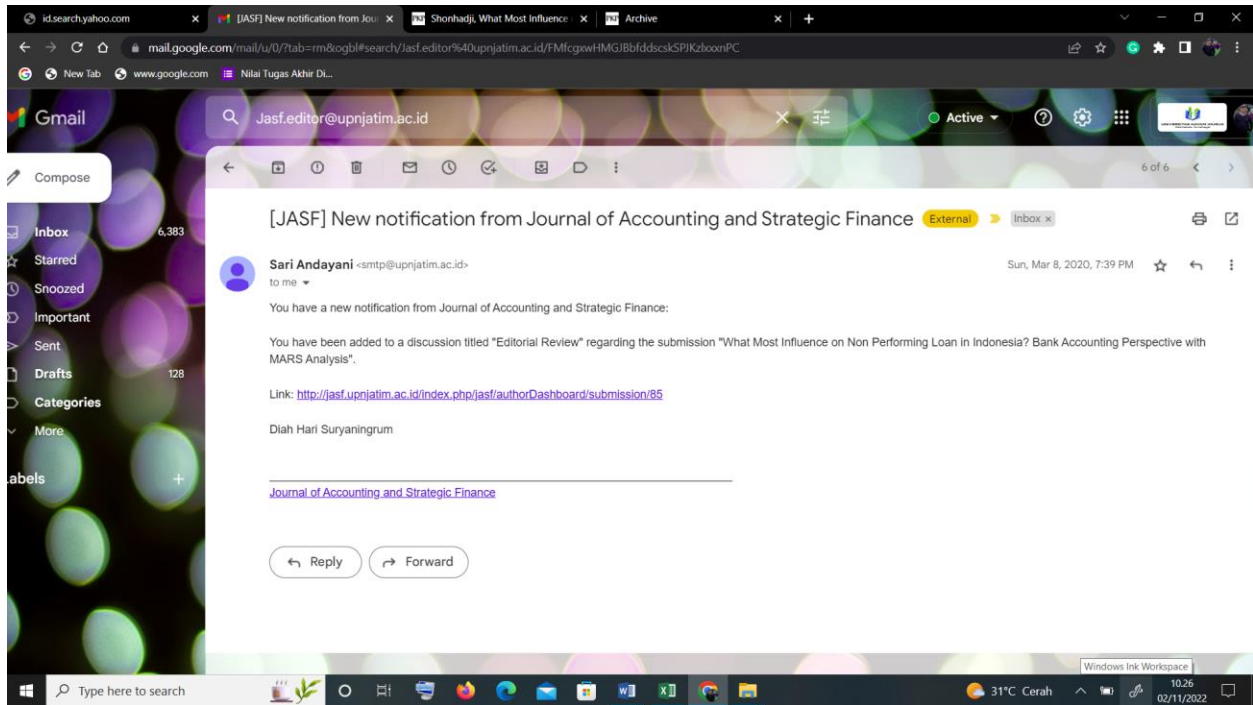 id.search.yahoo.com
[JASF] New notification from Jou
Shonhadji, What Most Influence
Archive
mail.google.com/mail/u/0/?tab=rm&ogbl#search/Jasf.editor%40upnjatim.ac.id/FMfcgxwHMGJBbfddscskSPJKzbxxnPC
New Tab
www.google.com
Nilai Tugas Akhir Di...
Gmail
Jasf.editor@upnjatim.ac.id
Active
Compose
6 of 6
Inbox 6,383
Starred
Snoozed
Important
Sent
Drafts 128
Categories
More
Labels
[JASF] New notification from Journal of Accounting and Strategic Finance External Inbox x
Sari Andayani <smtp@upnjatim.ac.id> Sun, Mar 8, 2020, 7:39 PM
to me
You have a new notification from Journal of Accounting and Strategic Finance:
You have been added to a discussion titled "Editorial Review" regarding the submission "What Most Influence on Non Performing Loan in Indonesia? Bank Accounting Perspective with
MARS Analysis".
Link: http://jasf.upnjatim.ac.id/index.php/jasf/authorDashboard/submission/85
Diah Hari Suryaningrum
Journal of Accounting and Strategic Finance
Reply
Forward
Windows Ink Workspace
Type here to search
31°C Cerah
10.26
02/11/2022